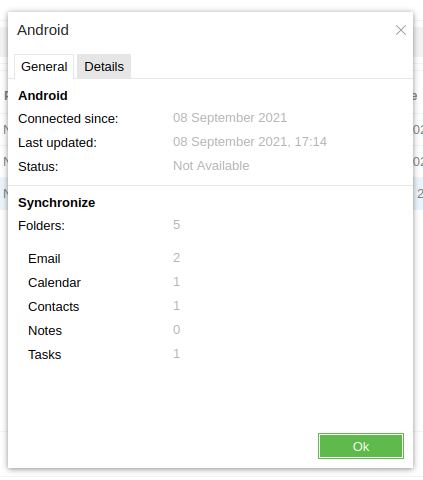 Android
General Details
Android
Connected since: 08 September 2021
Last updated: 08 September 2021, 17:14
Status: Not Available
Synchronize
Folders: 5
Email 2
Calendar 1
Contacts 1
Notes 0
Tasks 1
Ok